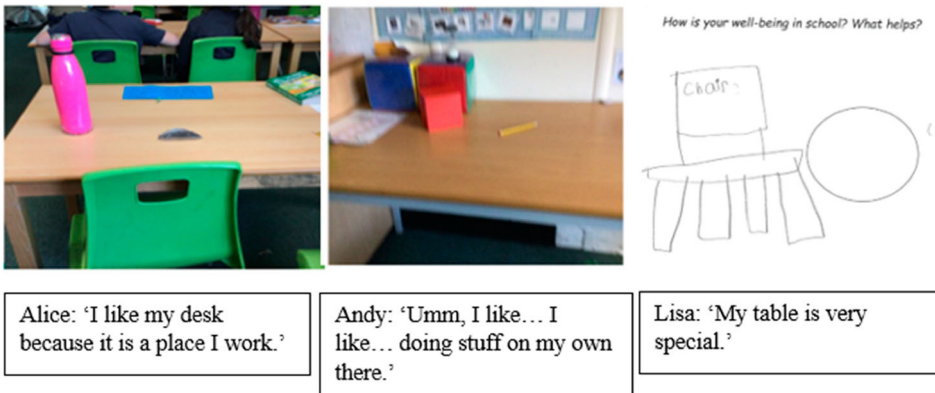 How is your well-being in school? What helps?
Chair:
Alice: ‘I like my desk
because it is a place I work.’
Andy: ‘Umm, I like… I
like… doing stuff on my own
there.’
Lisa: ‘My table is very
special.’